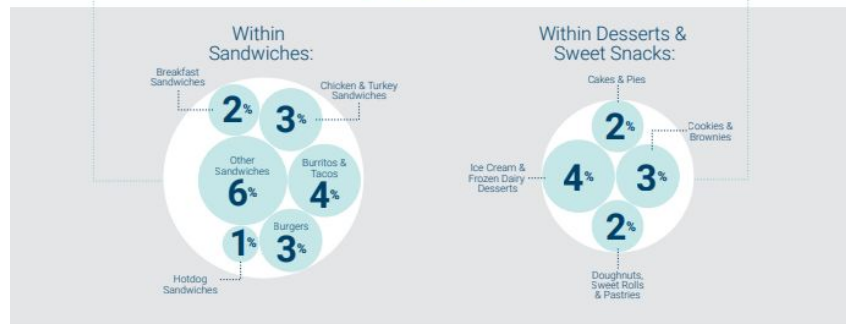 Within
Sandwiches:
Breakfast
Sandwiches
2%
Chicken & Turkey
Sandwiches
3%
Other
Sandwiches
6%
Burritos &
Tacos
4%
Burgers
3%
1%
Hotdog
Sandwiches
Within Desserts &
Sweet Snacks:
Cakes & Pies
2%
Cookies &
Brownies
3%
Ice Cream &
Frozen Dairy
Desserts
4%
2%
Doughnuts,
Sweet Rolls
& Pastries